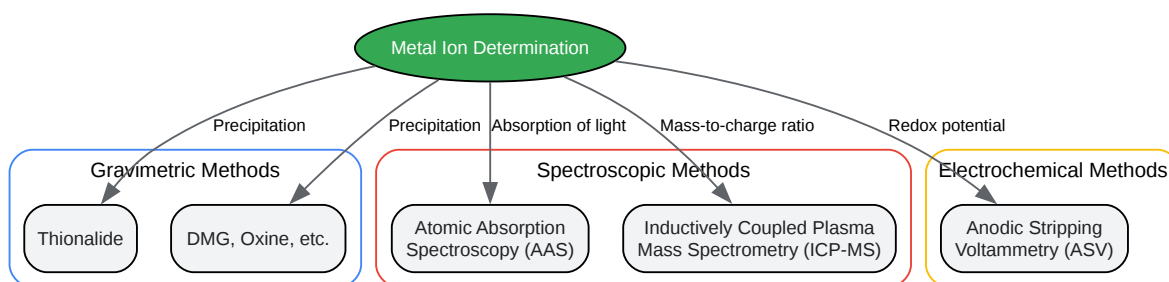 Metal Ion Determination
Precipitation
Precipitation
Absorption of light
Mass-to-charge ratio
Redox potential
Gravimetric Methods
Spectroscopic Methods
Electrochemical Methods
Thionalide
DMG, Oxine, etc.
Atomic Absorption
Spectroscopy (AAS)
Inductively Coupled Plasma
Mass Spectrometry (ICP-MS)
Anodic Stripping
Voltammetry (ASV)